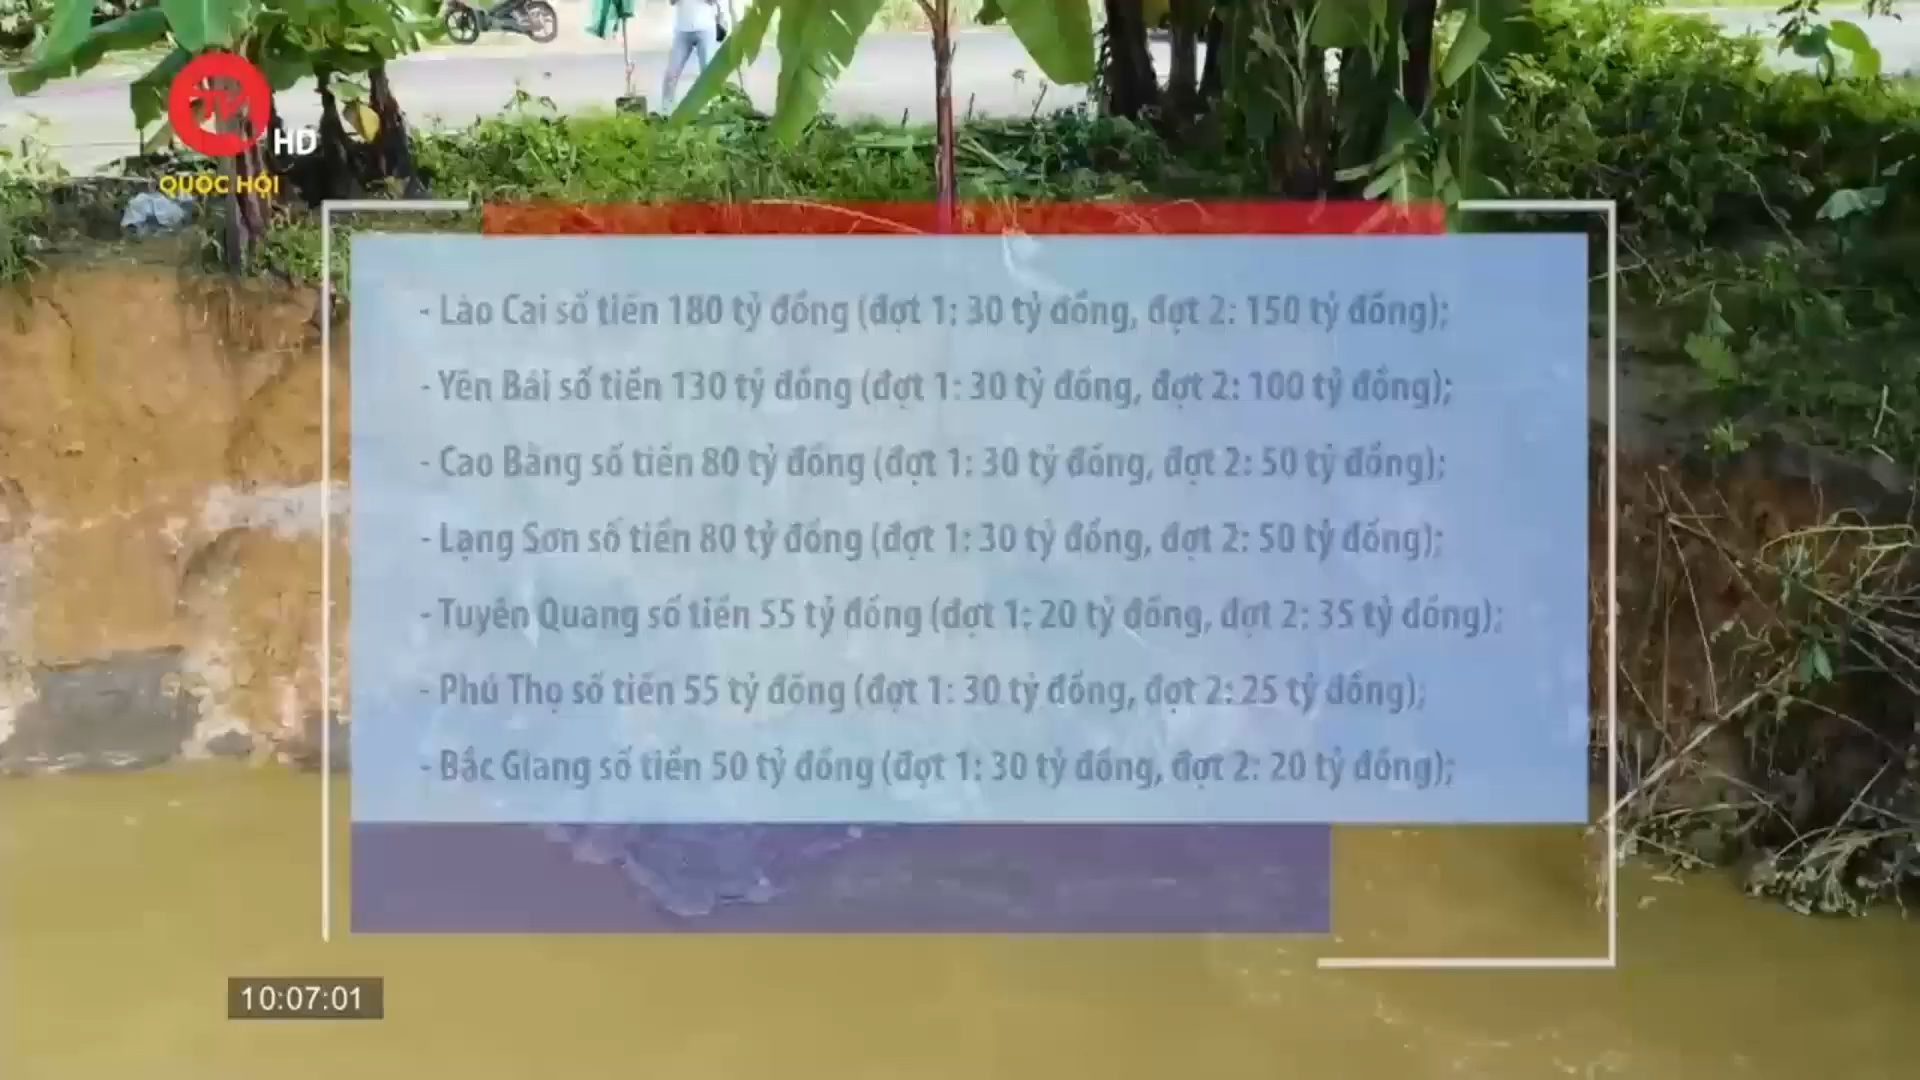 TV
HD
QUỐC HỘI
- Lào Cai số tiền 180 tỷ đồng (đợt 1: 30 tỷ đồng, đợt 2: 150 tỷ đồng);
- Yên Bái số tiền 130 tỷ đồng (đợt 1: 30 tỷ đồng, đợt 2: 100 tỷ đồng);
- Cao Bằng số tiền 80 tỷ đồng (đợt 1: 30 tỷ đồng, đợt 2: 50 tỷ đồng);
- Lạng Sơn số tiền 80 tỷ đồng (đợt 1: 30 tỷ đồng, đợt 2: 50 tỷ đồng);
- Tuyên Quang số tiền 55 tỷ đồng (đợt 1: 20 tỷ đồng, đợt 2: 35 tỷ đồng);
- Phú Thọ số tiền 55 tỷ đồng (đợt 1: 30 tỷ đồng, đợt 2: 25 tỷ đồng);
- Bắc Giang số tiền 50 tỷ đồng (đợt 1: 30 tỷ đồng, đợt 2: 20 tỷ đồng);
10:07:01